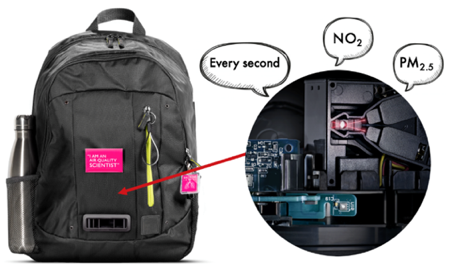 Every second
NO₂
PM₂.₅
"I AM AN
AIR QUALITY
SCIENTIST"